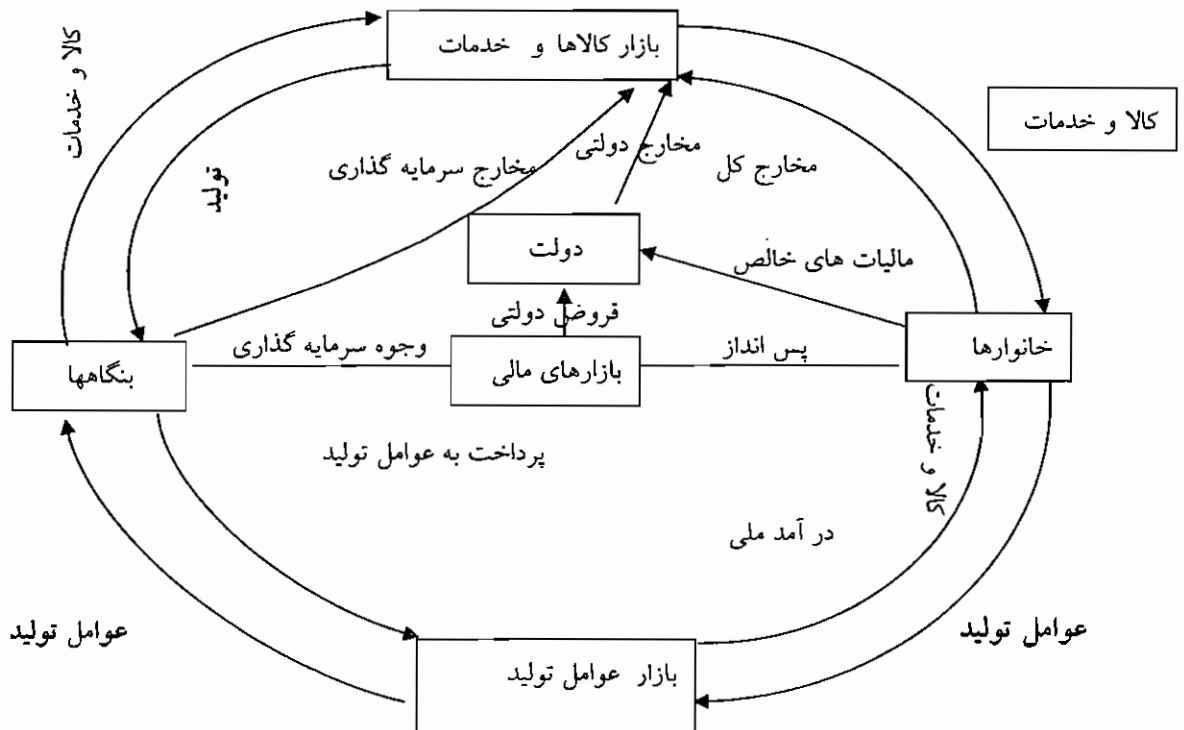 بازار کالاها و خدمات
کالا و خدمات
کالا و خدمات
تولید
مخارج سرمایه گذاری
مخارج دولتی
مخارج کل
دولت
مالیات های خالص
قروض دولتی
بنگاهها
وجوه سرمایه گذاری
بازارهای مالی
پس انداز
خانوارها
کالا و خدمات
پرداخت به عوامل تولید
در آمد ملی
عوامل تولید
عوامل تولید
بازار عوامل تولید